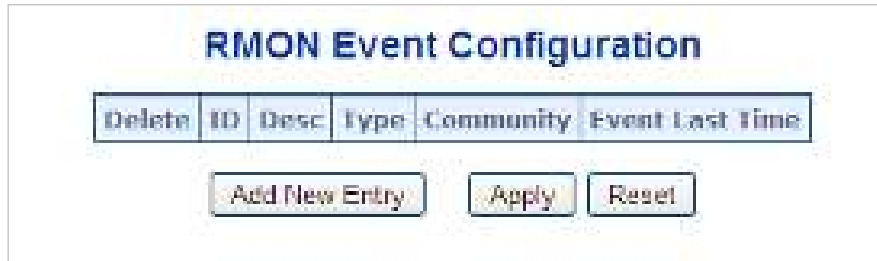 RMON Event Configuration
Delete ID Desc Type Community Event Last Time
Add New Entry Apply Reset